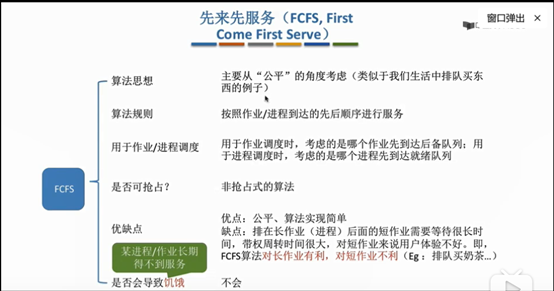 先来先服务（FCFS, First
Come First Serve）
窗口弹出 ×
算法思想
主要从“公平”的角度考虑（类似于我们生活中排队买东
西的例子）
算法规则
按照作业/进程到达的先后顺序进行服务
用于作业/进程调度
用于作业调度时，考虑的是哪个作业先到达后备队列；用
于进程调度时，考虑的是哪个进程先到达就绪队列
FCFS
是否可抢占？
非抢占式的算法
优缺点
优点：公平、算法实现简单
缺点：排在长作业（进程）后面的短作业需要等待很长时
间，带权周转时间很大，对短作业来说用户体验不好。即，
FCFS算法对长作业有利，对短作业不利（Eg：排队买奶茶…）
某进程/作业长期
得不到服务
是否会导致饥饿
不会